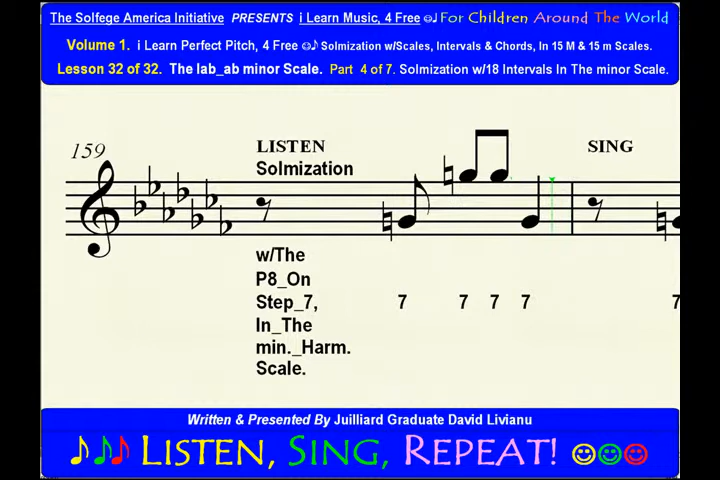 The Solfege America Initiative PRESENTS i Learn Music, 4 Free For Children Around The World
Volume 1. i Learn Perfect Pitch, 4 Free Solmization w/Scales, Intervals & Chords, In 15 M & 15 m Scales.
Lesson 32 of 32. The lab_ab minor Scale. Part 4 of 7. Solmization w/18 Intervals In The minor Scale.
159
LISTEN SING
Solmization
w/The
P8_On
Step_7, 7 7 7 7 7
In_The
min._Harm.
Scale.
Written & Presented By Juilliard Graduate David Livianu
LISTEN, SING, REPEAT!